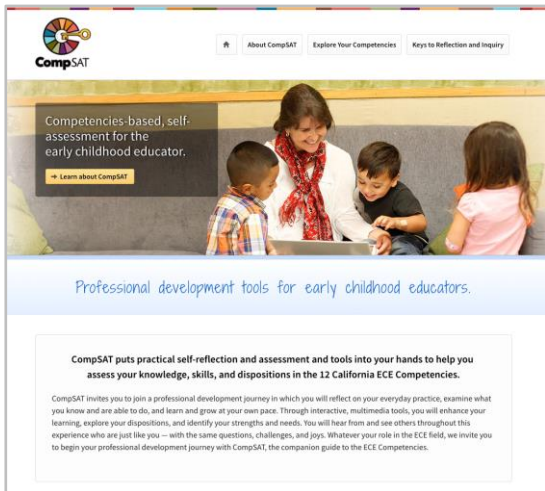 CompSAT
About CompSAT
Explore Your Competencies
Keys to Reflection and Inquiry
Competencies-based, self-
assessment for the
early childhood educator.
→ Learn about CompSAT
Professional development tools for early childhood educators.
CompSAT puts practical self-reflection and assessment and tools into your hands to help you
assess your knowledge, skills, and dispositions in the 12 California ECE Competencies.
CompSAT invites you to join a professional development journey in which you will reflect on your everyday practice, examine what
you know and are able to do, and learn and grow at your own pace. Through interactive, multimedia tools, you will enhance your
learning, explore your dispositions, and identify your strengths and needs. You will hear from and see others throughout this
experience who are just like you — with the same questions, challenges, and joys. Whatever your role in the ECE field, we invite you
to begin your professional development journey with CompSAT, the companion guide to the ECE Competencies.